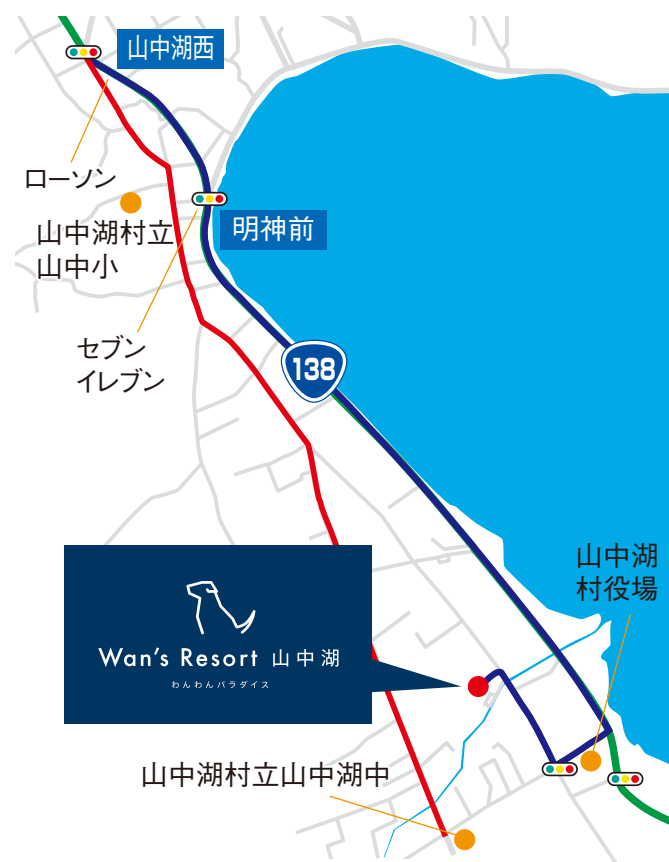 山中湖西
ローソン
山中湖村立
山中小
明神前
セブン
イレブン
138
山中湖
村役場
Wan's Resort 山中湖
わんわんパラダイス
山中湖村立山中湖中